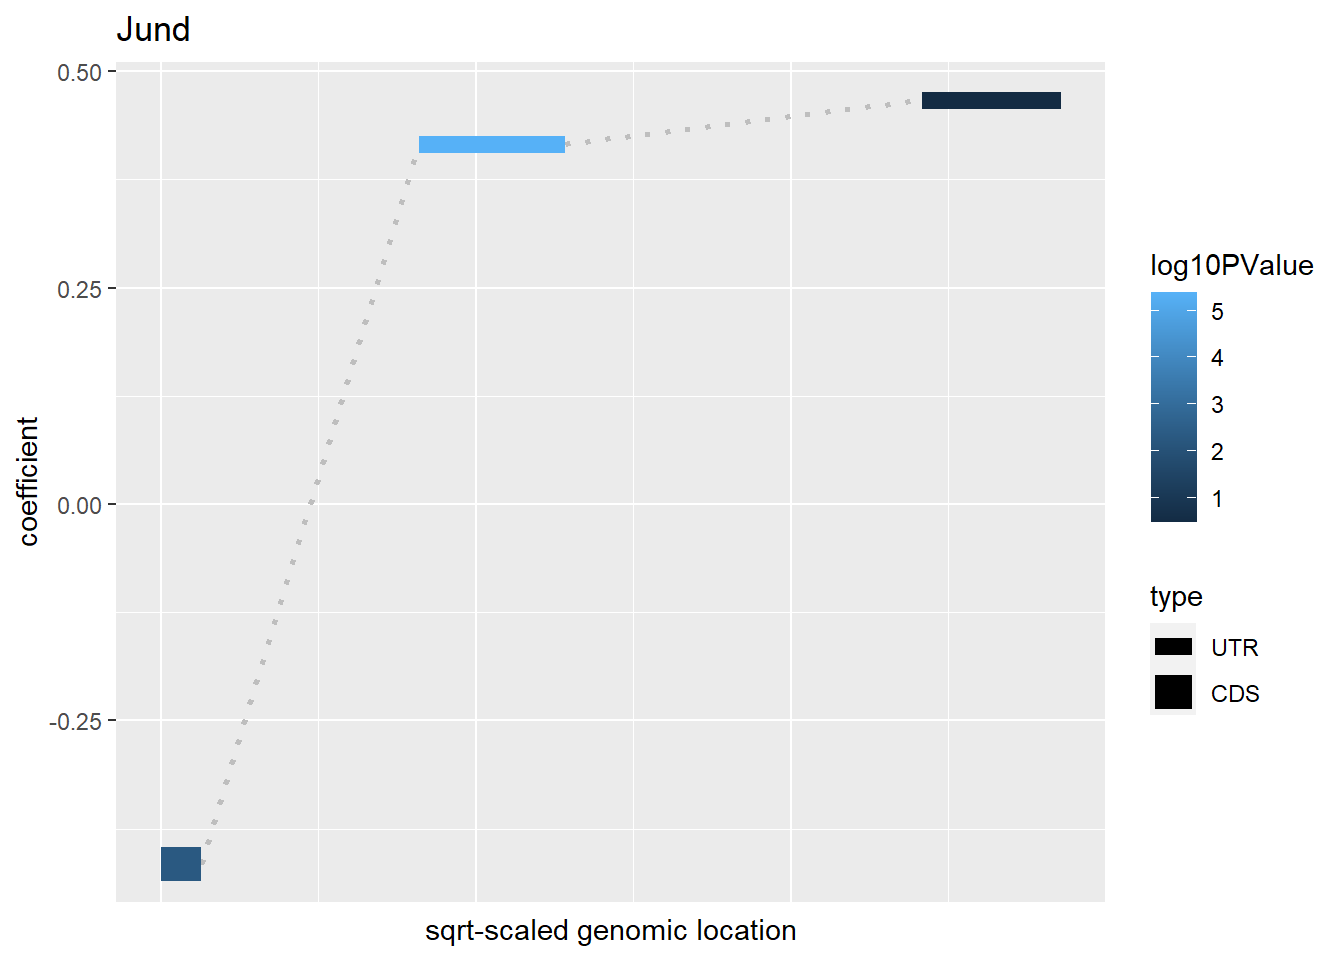 Jund
0.50
0.25
0.00
-0.25
coefficient
sqrt-scaled genomic location
log10PValue
5
4
3
2
1
type
UTR
CDS